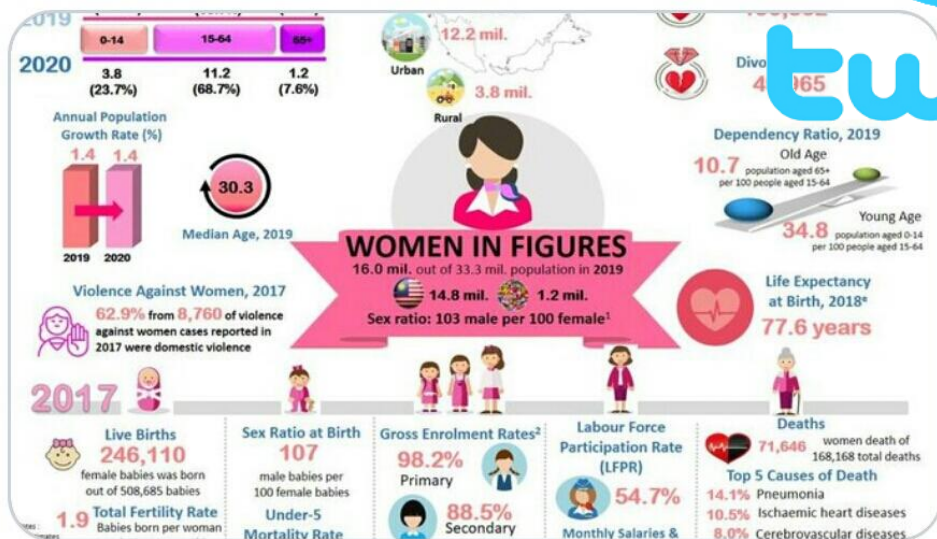 2019
0-14 15-64 65+
2020
3.8 11.2 1.2
(23.7%) (68.7%) (7.6%)
12.2 mil.
Urban
3.8 mil.
Rural
tw
Annual Population
Growth Rate (%)
1.4 1.4
2019 2020
30.3
Median Age, 2019
Dependency Ratio, 2019
Old Age
10.7 population aged 65+
per 100 people aged 15-64
Young Age
34.8 population aged 0-14
per 100 people aged 15-64
WOMEN IN FIGURES
16.0 mil. out of 33.3 mil. population in 2019
14.8 mil. 1.2 mil.
Sex ratio: 103 male per 100 female¹
Violence Against Women, 2017
62.9% from 8,760 of violence
against women cases reported in
2017 were domestic violence
Life Expectancy
at Birth, 2018ᵉ
77.6 years
2017
Live Births
246,110
female babies was born
out of 508,685 babies
1.9 Total Fertility Rate
Babies born per woman
Sex Ratio at Birth
107
male babies per
100 female babies
Under-5
Mortality Rate
Gross Enrolment Rates²
98.2%
Primary
88.5%
Secondary
Labour Force
Participation Rate
(LFPR)
54.7%
Monthly Salaries &
Deaths
71,646 women death of
168,168 total deaths
Top 5 Causes of Death
14.1% Pneumonia
10.5% Ischaemic heart diseases
8.0% Cerebrovascular diseases